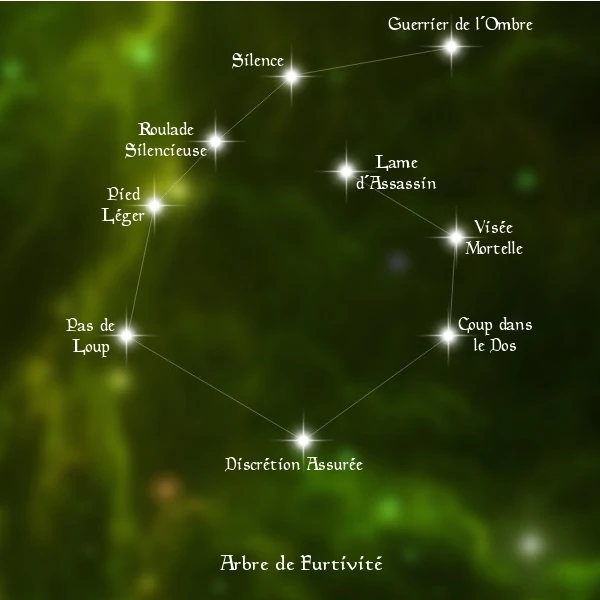 Guerrier de l'Ombre
Silence
Roulade
Silencieuse
Lame
d'Assassin
Pied
Léger
Visée
Mortelle
Pas de
Loup
Coup dans
le Dos
Discrétion Assurée
Arbre de Furtivité